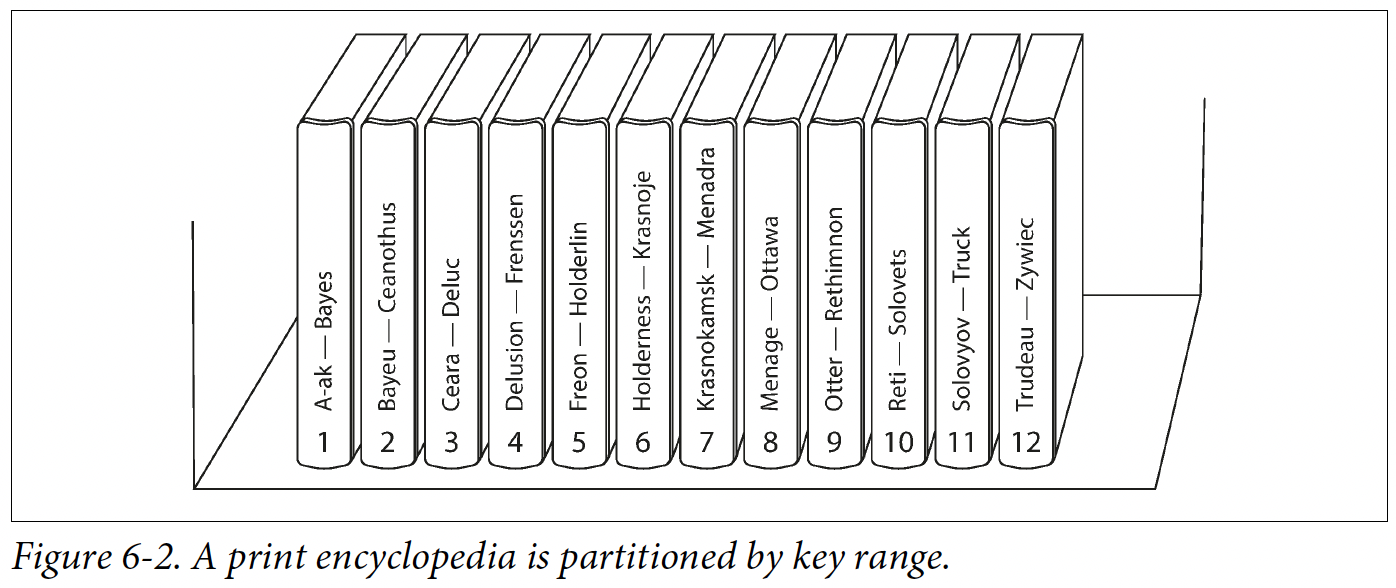 A-ak — Bayes
1
Bayeu — Ceanothus
2
Ceara — Deluc
3
Delusion — Frenssen
4
Freon — Holderlin
5
Holderness — Krasnoje
6
Krasnokamsk — Menadra
7
Menage — Ottawa
8
Otter — Rethimnon
9
Reti — Solovets
10
Solovyov — Truck
11
Trudeau — Zywiec
12
Figure 6-2. A print encyclopedia is partitioned by key range.